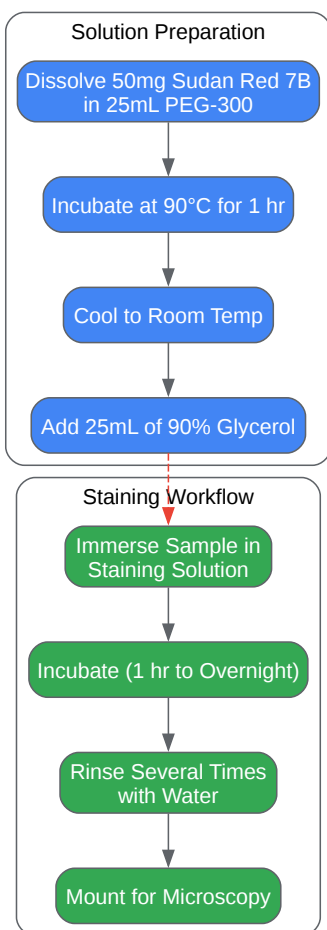 Solution Preparation
Dissolve 50mg Sudan Red 7B
in 25mL PEG-300
Incubate at 90°C for 1 hr
Cool to Room Temp
Add 25mL of 90% Glycerol
Staining Workflow
Immerse Sample in
Staining Solution
Incubate (1 hr to Overnight)
Rinse Several Times
with Water
Mount for Microscopy